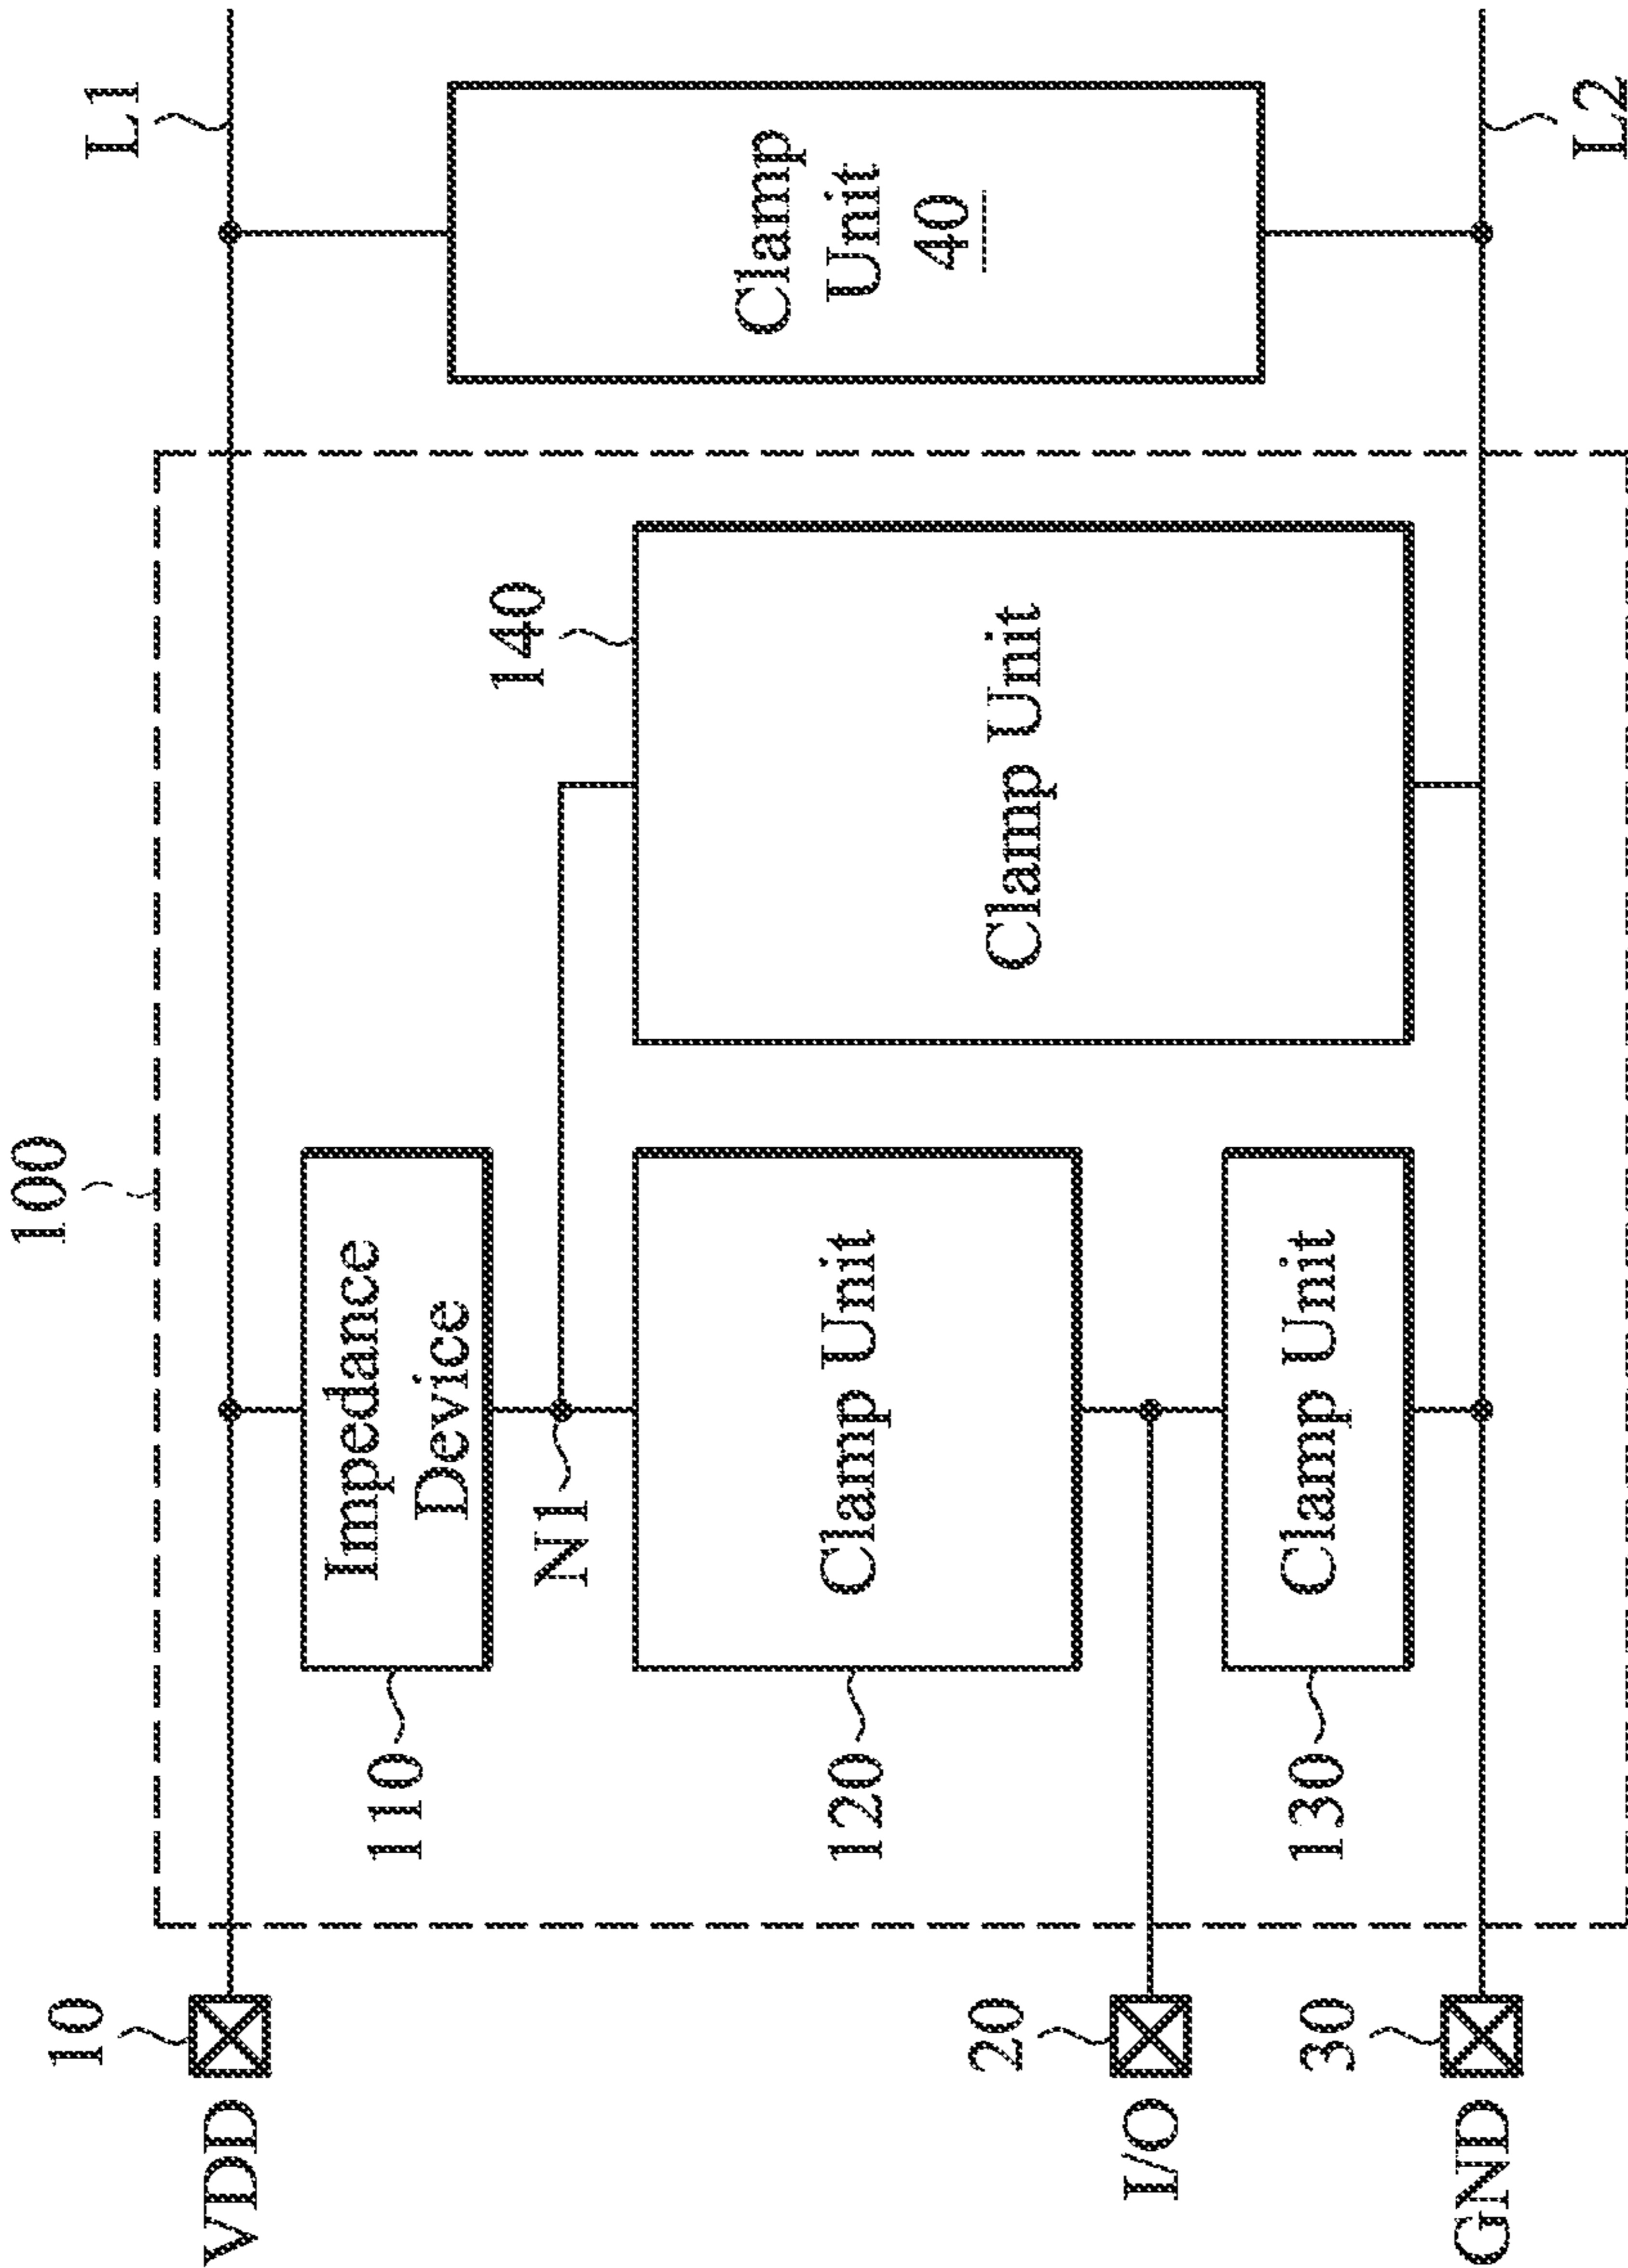 100
10
VDD
L1
Impedance
Device
110
N1
140
Clamp Unit
120
Clamp Unit
Clamp
Unit
40
20
I/O
Clamp Unit
130
30
GND
L2